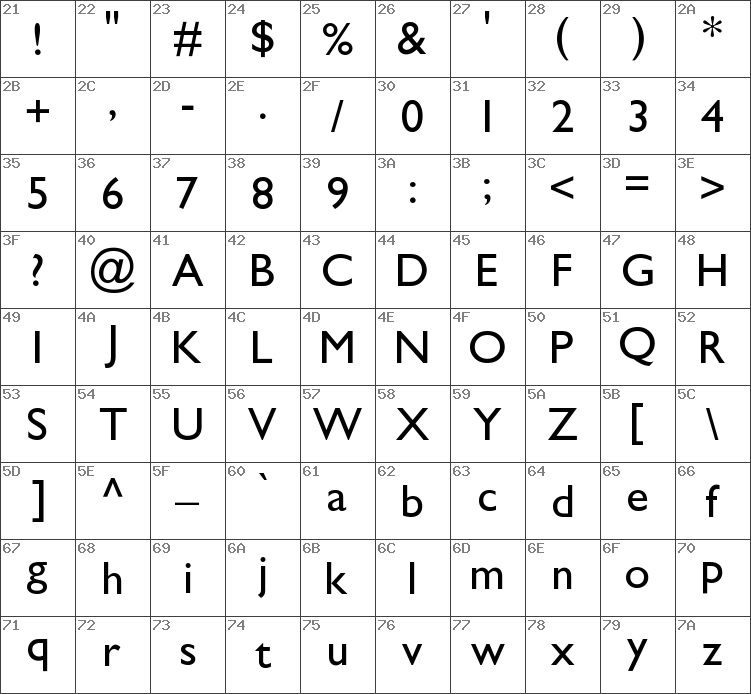 21 22 23 24 25 26 27 28 29 2A
! " # $ % & ' ( ) *
2B 2C 2D 2E 2F 30 31 32 33 34
+ , - . / 0 1 2 3 4
35 36 37 38 39 3A 3B 3C 3D 3E
5 6 7 8 9 : ; < = >
3F 40 41 42 43 44 45 46 47 48
? @ A B C D E F G H
49 4A 4B 4C 4D 4E 4F 50 51 52
I J K L M N O P Q R
53 54 55 56 57 58 59 5A 5B 5C
S T U V W X Y Z [ \
5D 5E 5F 60 61 62 63 64 65 66
] ^ _ ` a b c d e f
67 68 69 6A 6B 6C 6D 6E 6F 70
g h i j k l m n o p
71 72 73 74 75 76 77 78 79 7A
q r s t u v w x y z